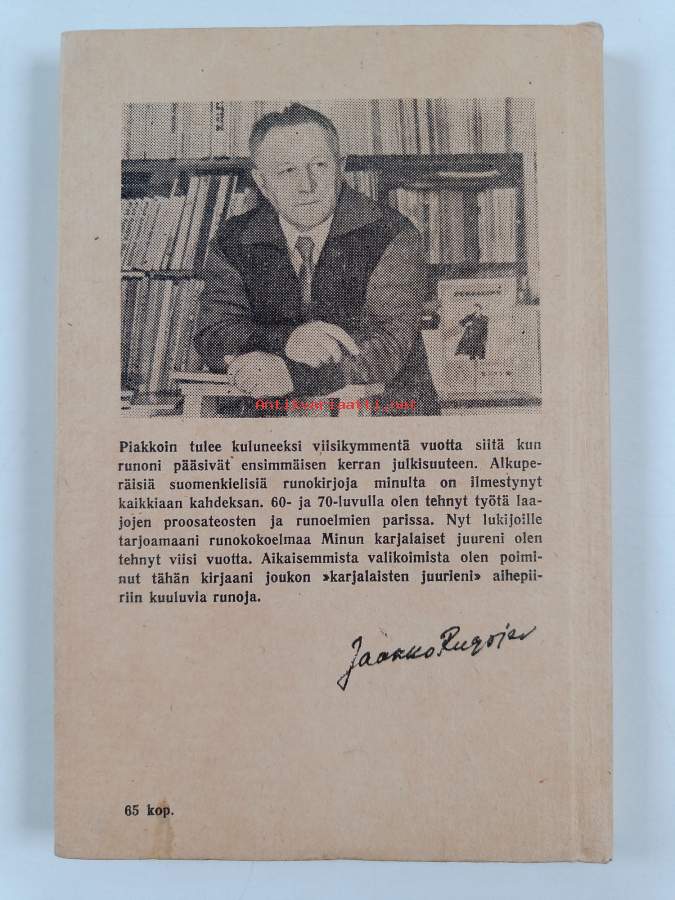 Antikvariaatti.net
Piakkoin tulee kuluneeksi viisikymmentä vuotta siitä kun
runoni pääsivät ensimmäisen kerran julkisuuteen. Alkupe-
räisiä suomenkielisiä runokirjoja minulta on ilmestynyt
kaikkiaan kahdeksan. 60- ja 70-luvulla olen tehnyt työtä laa-
jojen proosateosten ja runoelmien parissa. Nyt lukijoille
tarjoamaani runokokoelmaa Minun karjalaiset juureni olen
tehnyt viisi vuotta. Aikaisemmista valikoimista olen poimi-
nut tähän kirjaani joukon »karjalaisten juurieni» aihepii-
riin kuuluvia runoja.
Jaakko Rugojev
65 kop.